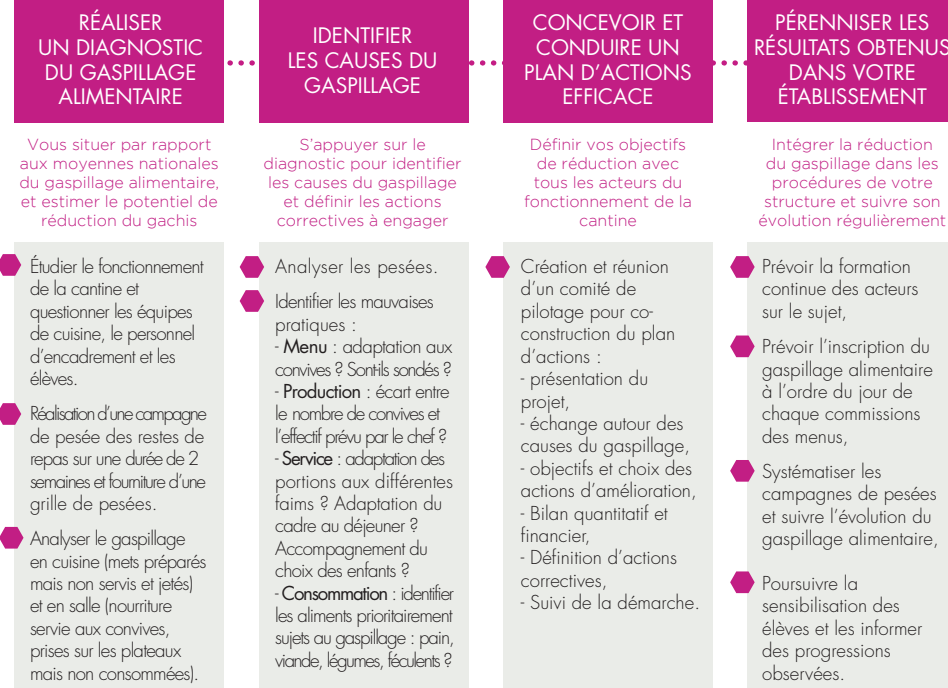 RÉALISER
UN DIAGNOSTIC
DU GASPILLAGE
ALIMENTAIRE
Vous situer par rapport
aux moyennes nationales
du gaspillage alimentaire,
et estimer le potentiel de
réduction du gachis
Étudier le fonctionnement
de la cantine et
questionner les équipes
de cuisine, le personnel
d'encadrement et les
élèves.
Réalisation d'une campagne
de pesée des restes de
repas sur une durée de 2
semaines et fourniture d'une
grille de pesées.
Analyser le gaspillage
en cuisine (mets préparés
mais non servis et jetés)
et en salle (nourriture
servie aux convives,
prises sur les plateaux
mais non consommées).
IDENTIFIER
LES CAUSES DU
GASPILLAGE
S'appuyer sur le
diagnostic pour identifier
les causes du gaspillage
et définir les actions
correctives à engager
Analyser les pesées.
Identifier les mauvaises
pratiques :
- Menu : adaptation aux
convives ? Sont-ils sondés ?
- Production : écart entre
le nombre de convives et
l'effectif prévu par le chef ?
- Service : adaptation des
portions aux différentes
faims ? Adaptation du
cadre au déjeuner ?
Accompagnement du
choix des enfants ?
- Consommation : identifier
les aliments prioritairement
sujets au gaspillage : pain,
viande, légumes, féculents ?
CONCEVOIR ET
CONDUIRE UN
PLAN D'ACTIONS
EFFICACE
Définir vos objectifs
de réduction avec
tous les acteurs du
fonctionnement de la
cantine
Création et réunion
d'un comité de
pilotage pour co-
construction du plan
d'actions :
- présentation du
projet,
- échange autour des
causes du gaspillage,
- objectifs et choix des
actions d'amélioration,
- Bilan quantitatif et
financier,
- Définition d'actions
correctives,
- Suivi de la démarche.
PÉRENNISER LES
RÉSULTATS OBTENUS
DANS VOTRE
ÉTABLISSEMENT
Intégrer la réduction
du gaspillage dans les
procédures de votre
structure et suivre son
évolution régulièrement
Prévoir la formation
continue des acteurs
sur le sujet,
Prévoir l'inscription du
gaspillage alimentaire
à l'ordre du jour de
chaque commissions
des menus,
Systématiser les
campagnes de pesées
et suivre l'évolution du
gaspillage alimentaire,
Poursuivre la
sensibilisation des
élèves et les informer
des progressions
observées.